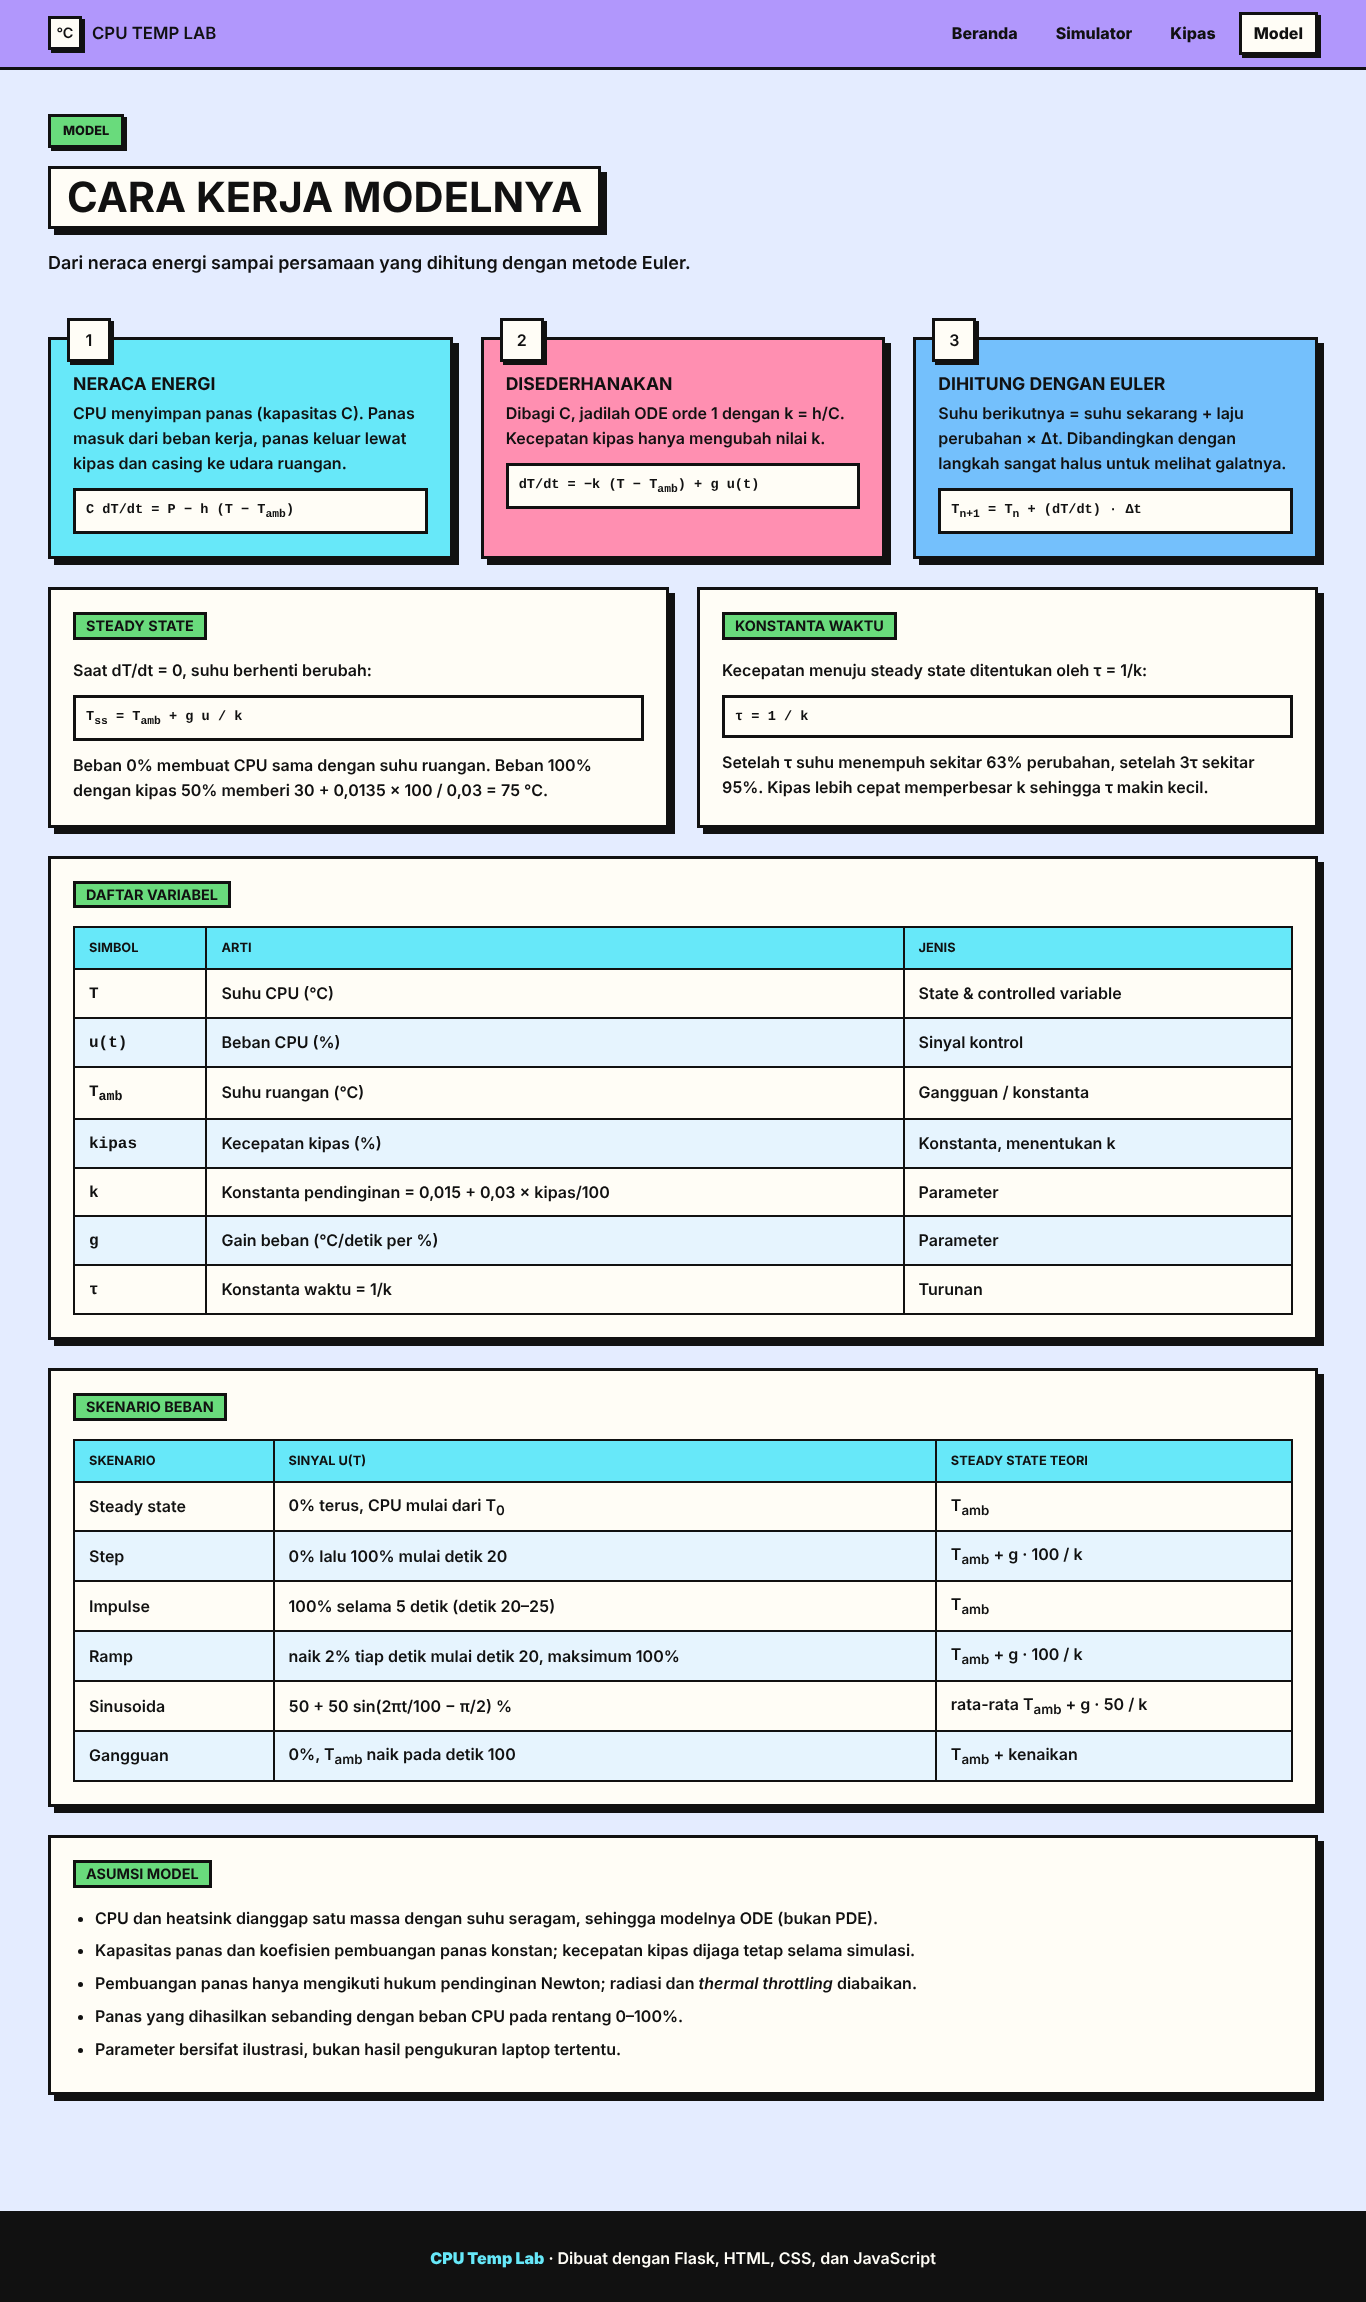 °C CPU TEMP LAB Beranda Simulator Kipas Model
MODEL
CARA KERJA MODELNYA
Dari neraca energi sampai persamaan yang dihitung dengan metode Euler.
1
NERACA ENERGI
CPU menyimpan panas (kapasitas C). Panas
masuk dari beban kerja, panas keluar lewat
kipas dan casing ke udara ruangan.
C dT/dt = P − h (T − Tamb)
2
DISEDERHANAKAN
Dibagi C, jadilah ODE orde 1 dengan k = h/C.
Kecepatan kipas hanya mengubah nilai k.
dT/dt = −k (T − Tamb) + g u(t)
3
DIHITUNG DENGAN EULER
Suhu berikutnya = suhu sekarang + laju
perubahan × Δt. Dibandingkan dengan
langkah sangat halus untuk melihat galatnya.
Tn+1 = Tn + (dT/dt) · Δt
STEADY STATE
Saat dT/dt = 0, suhu berhenti berubah:
Tss = Tamb + g u / k
Beban 0% membuat CPU sama dengan suhu ruangan. Beban 100%
dengan kipas 50% memberi 30 + 0,0135 × 100 / 0,03 = 75 °C.
KONSTANTA WAKTU
Kecepatan menuju steady state ditentukan oleh τ = 1/k:
τ = 1 / k
Setelah τ suhu menempuh sekitar 63% perubahan, setelah 3τ sekitar
95%. Kipas lebih cepat memperbesar k sehingga τ makin kecil.
DAFTAR VARIABEL
SIMBOL ARTI JENIS
T Suhu CPU (°C) State & controlled variable
u(t) Beban CPU (%) Sinyal kontrol
Tamb Suhu ruangan (°C) Gangguan / konstanta
kipas Kecepatan kipas (%) Konstanta, menentukan k
k Konstanta pendinginan = 0,015 + 0,03 × kipas/100 Parameter
g Gain beban (°C/detik per %) Parameter
τ Konstanta waktu = 1/k Turunan
SKENARIO BEBAN
SKENARIO SINYAL U(T) STEADY STATE TEORI
Steady state 0% terus, CPU mulai dari T0 Tamb
Step 0% lalu 100% mulai detik 20 Tamb + g · 100 / k
Impulse 100% selama 5 detik (detik 20–25) Tamb
Ramp naik 2% tiap detik mulai detik 20, maksimum 100% Tamb + g · 100 / k
Sinusoida 50 + 50 sin(2πt/100 − π/2) % rata-rata Tamb + g · 50 / k
Gangguan 0%, Tamb naik pada detik 100 Tamb + kenaikan
ASUMSI MODEL
• CPU dan heatsink dianggap satu massa dengan suhu seragam, sehingga modelnya ODE (bukan PDE).
• Kapasitas panas dan koefisien pembuangan panas konstan; kecepatan kipas dijaga tetap selama simulasi.
• Pembuangan panas hanya mengikuti hukum pendinginan Newton; radiasi dan thermal throttling diabaikan.
• Panas yang dihasilkan sebanding dengan beban CPU pada rentang 0–100%.
• Parameter bersifat ilustrasi, bukan hasil pengukuran laptop tertentu.
CPU Temp Lab · Dibuat dengan Flask, HTML, CSS, dan JavaScript